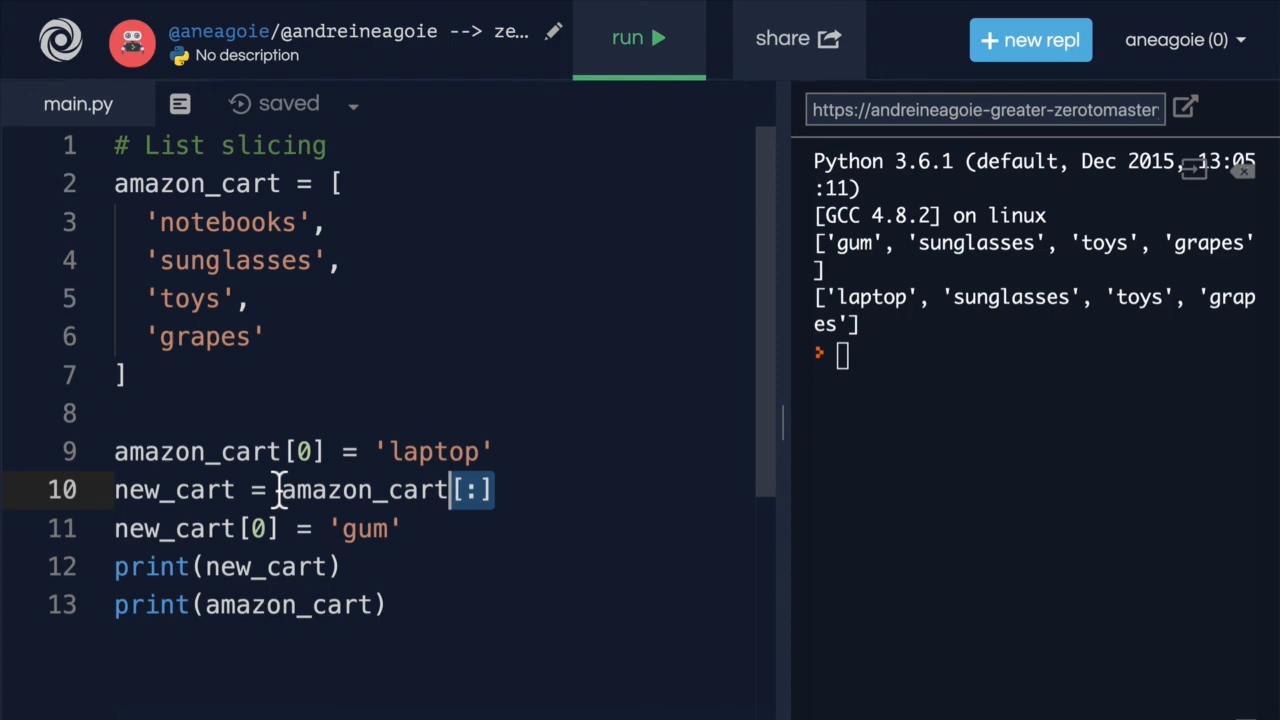 @aneagoie/@andreineagoie --> ze...
No description
run
share
+ new repl
aneagoie (0)
main.py
saved
https://andreineagoie-greater-zerotomaster
1 # List slicing
2 amazon_cart = [
3 'notebooks',
4 'sunglasses',
5 'toys',
6 'grapes'
7 ]
8
9 amazon_cart[0] = 'laptop'
10 new_cart = amazon_cart[:]
11 new_cart[0] = 'gum'
12 print(new_cart)
13 print(amazon_cart)
Python 3.6.1 (default, Dec 2015, 13:05
:11)
[GCC 4.8.2] on linux
['gum', 'sunglasses', 'toys', 'grapes'
]
['laptop', 'sunglasses', 'toys', 'grap
es']